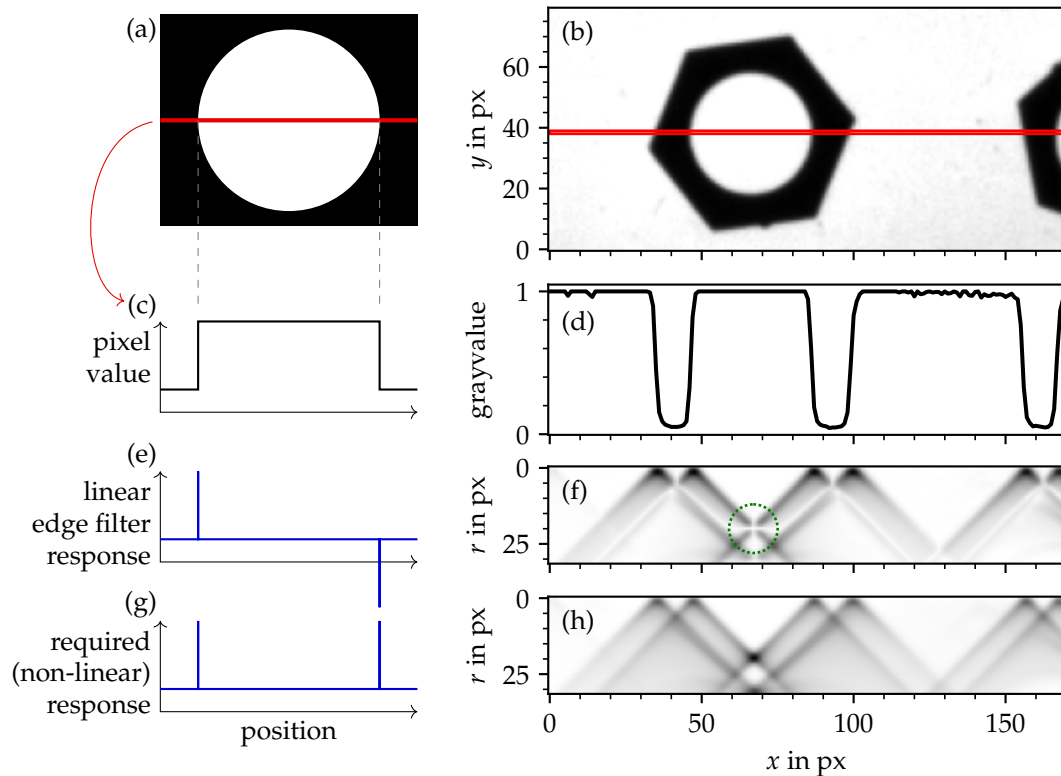 (a)
(c)
pixel
value
(e)
linear
edge filter
response
(g)
required
(non-linear)
response
position
(b)
y in px
60
40
20
0
(d)
grayvalue
1
0
(f)
r in px
0
25
(h)
r in px
0
25
0 50 100 150
x in px